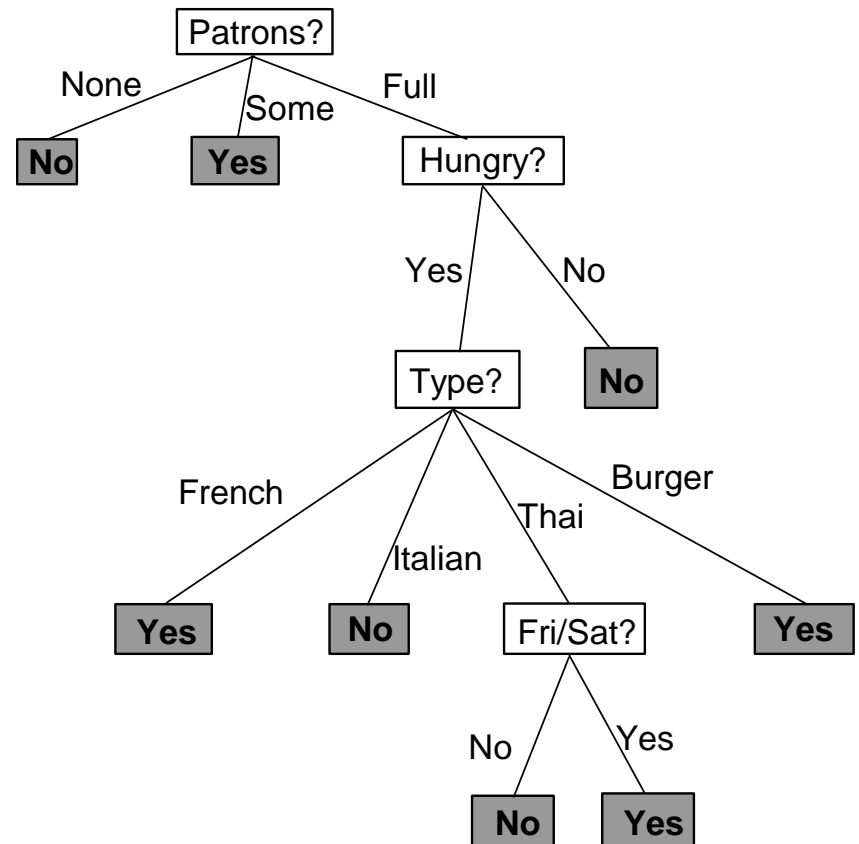 Patrons?
None
Some
Full
No
Yes
Hungry?
Yes
No
Type?
No
French
Italian
Thai
Burger
Yes
No
Fri/Sat?
Yes
No
Yes
No
Yes